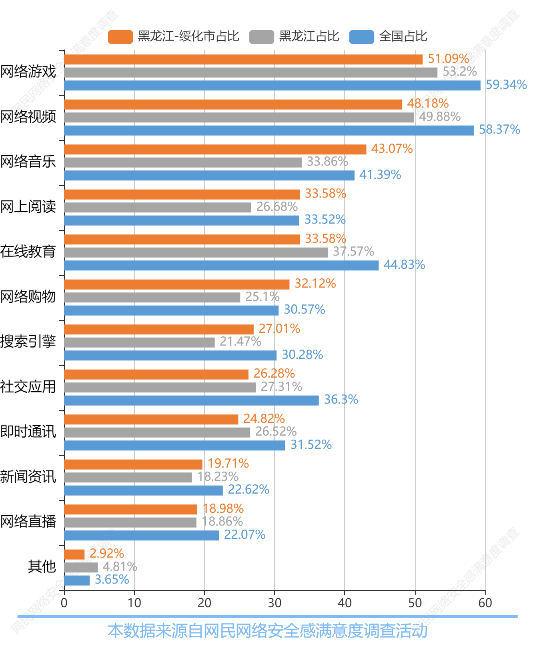 黑龙江-绥化市占比 黑龙江占比 全国占比
网络游戏 51.09% 53.2% 59.34%
网络视频 48.18% 49.88% 58.37%
网络音乐 43.07% 33.86% 41.39%
网上阅读 33.58% 26.68% 33.52%
在线教育 33.58% 37.57% 44.83%
网络购物 32.12% 25.1% 30.57%
搜索引擎 27.01% 21.47% 30.28%
社交应用 26.28% 27.31% 36.3%
即时通讯 24.82% 26.52% 31.52%
新闻资讯 19.71% 18.23% 22.62%
网络直播 18.98% 18.86% 22.07%
其他 2.92% 4.81% 3.65%
0 10 20 30 40 50 60
本数据来源自网民网络安全感满意度调查活动